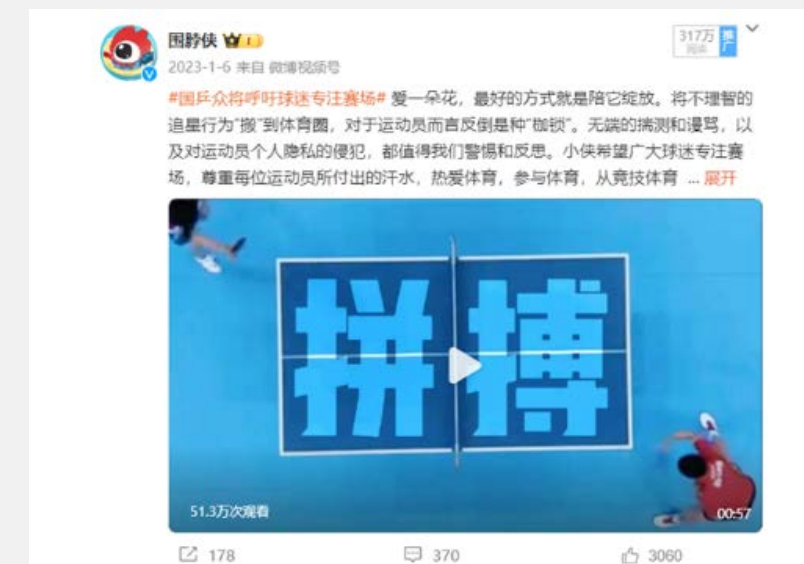 围脖侠
317万
阅读
推广
2023-1-6 来自 微博视频号
#国乒众将呼吁球迷专注赛场# 爱一朵花，最好的方式就是陪它绽放。将不理智的
追星行为“搬”到体育圈，对于运动员而言反倒是种“枷锁”。无端的揣测和谩骂，以
及对运动员个人隐私的侵犯，都值得我们警惕和反思。小侠希望广大球迷专注赛
场，尊重每位运动员所付出的汗水，热爱体育，参与体育，从竞技体育 ... 展开
拼搏
51.3万次观看
00:57
178
370
3060